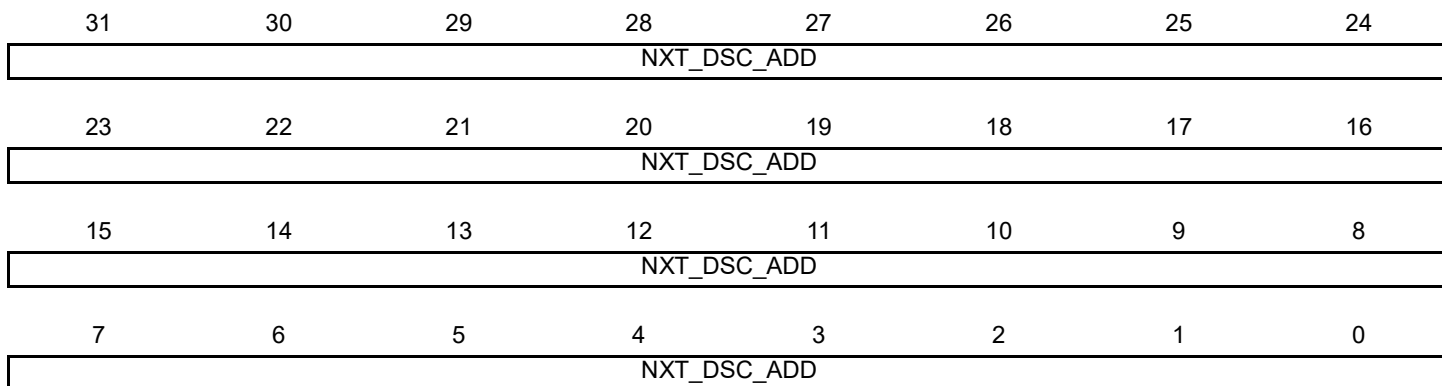 31 30 29 28 27 26 25 24
NXT_DSC_ADD
23 22 21 20 19 18 17 16
NXT_DSC_ADD
15 14 13 12 11 10 9 8
NXT_DSC_ADD
7 6 5 4 3 2 1 0
NXT_DSC_ADD